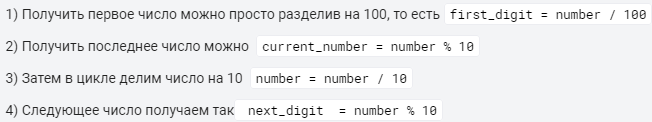 1) Получить первое число можно просто разделив на 100, то есть first_digit = number / 100
2) Получить последнее число можно current_number = number % 10
3) Затем в цикле делим число на 10 number = number / 10
4) Следующее число получаем так next_digit = number % 10